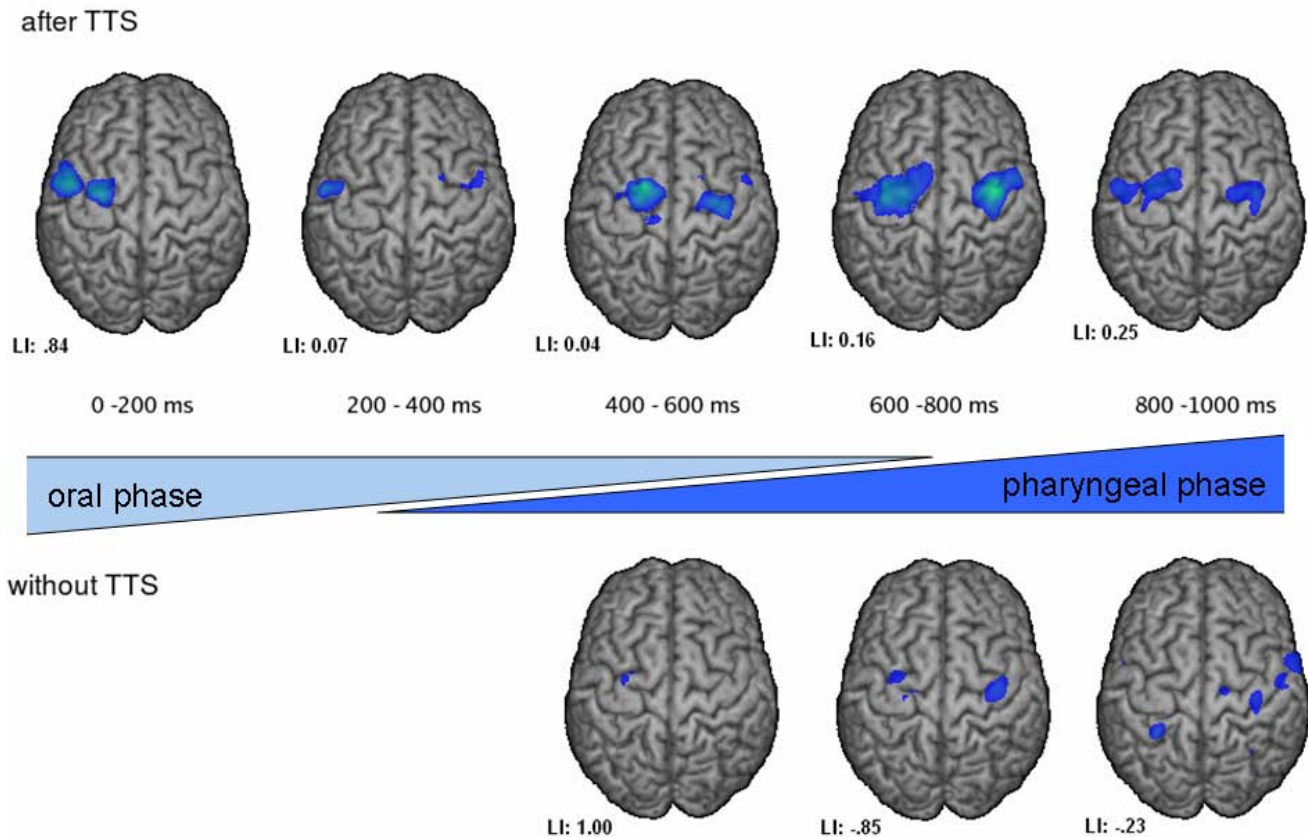 after TTS
LI: .84
LI: 0.07
LI: 0.04
LI: 0.16
LI: 0.25
0 -200 ms
200 - 400 ms
400 - 600 ms
600 -800 ms
800 -1000 ms
oral phase
pharyngeal phase
without TTS
LI: 1.00
LI: -.85
LI: -.23